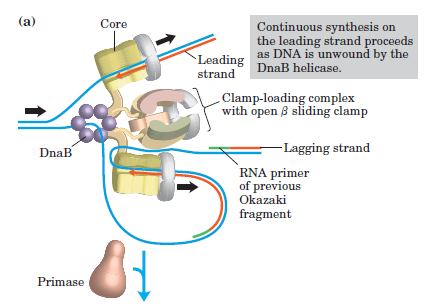 (a)
Core
Continuous synthesis on
the leading strand proceeds
as DNA is unwound by the
DnaB helicase.
Leading
strand
Clamp-loading complex
with open β sliding clamp
DnaB
Lagging strand
RNA primer
of previous
Okazaki
fragment
Primase